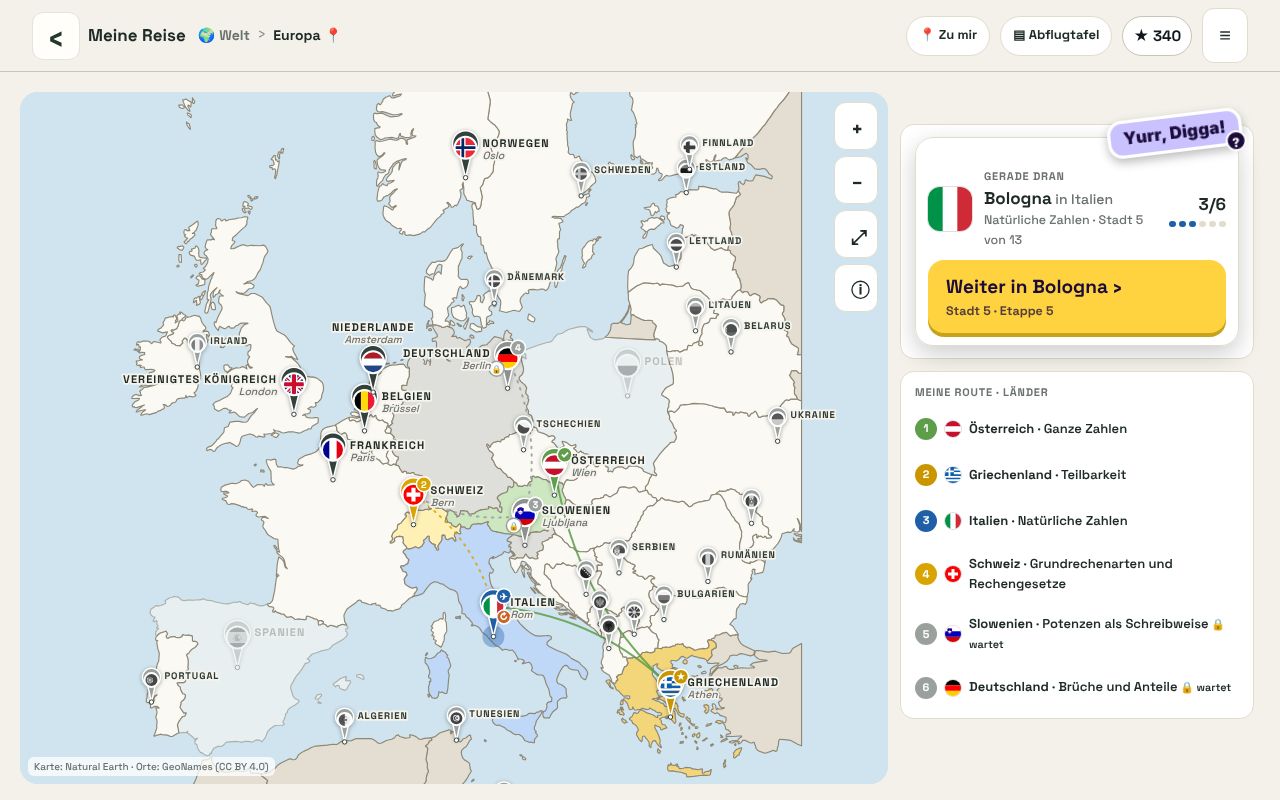 <
Meine Reise
Welt > Europa
Zu mir
Abflugtafel
★ 340
≡
+
−
NORWEGEN
Oslo
SCHWEDEN
FINNLAND
ESTLAND
LETTLAND
DÄNEMARK
LITAUEN
BELARUS
IRLAND
NIEDERLANDE
Amsterdam
DEUTSCHLAND
Berlin
4
POLEN
VEREINIGTES KÖNIGREICH
London
BELGIEN
Brüssel
UKRAINE
TSCHECHIEN
FRANKREICH
Paris
ÖSTERREICH
Wien
SCHWEIZ
Bern
2
SLOWENIEN
Ljubljana
3
SERBIEN
RUMÄNIEN
BULGARIEN
ITALIEN
Rom
SPANIEN
PORTUGAL
GRIECHENLAND
Athen
ALGERIEN
TUNESIEN
Karte: Natural Earth · Orte: GeoNames (CC BY 4.0)
Yurr, Digga!
?
GERADE DRAN
Bologna in Italien
Natürliche Zahlen · Stadt 5
von 13
3/6
Weiter in Bologna >
Stadt 5 · Etappe 5
MEINE ROUTE · LÄNDER
1 Österreich · Ganze Zahlen
2 Griechenland · Teilbarkeit
3 Italien · Natürliche Zahlen
4 Schweiz · Grundrechenarten und
Rechengesetze
5 Slowenien · Potenzen als Schreibweise
wartet
6 Deutschland · Brüche und Anteile wartet